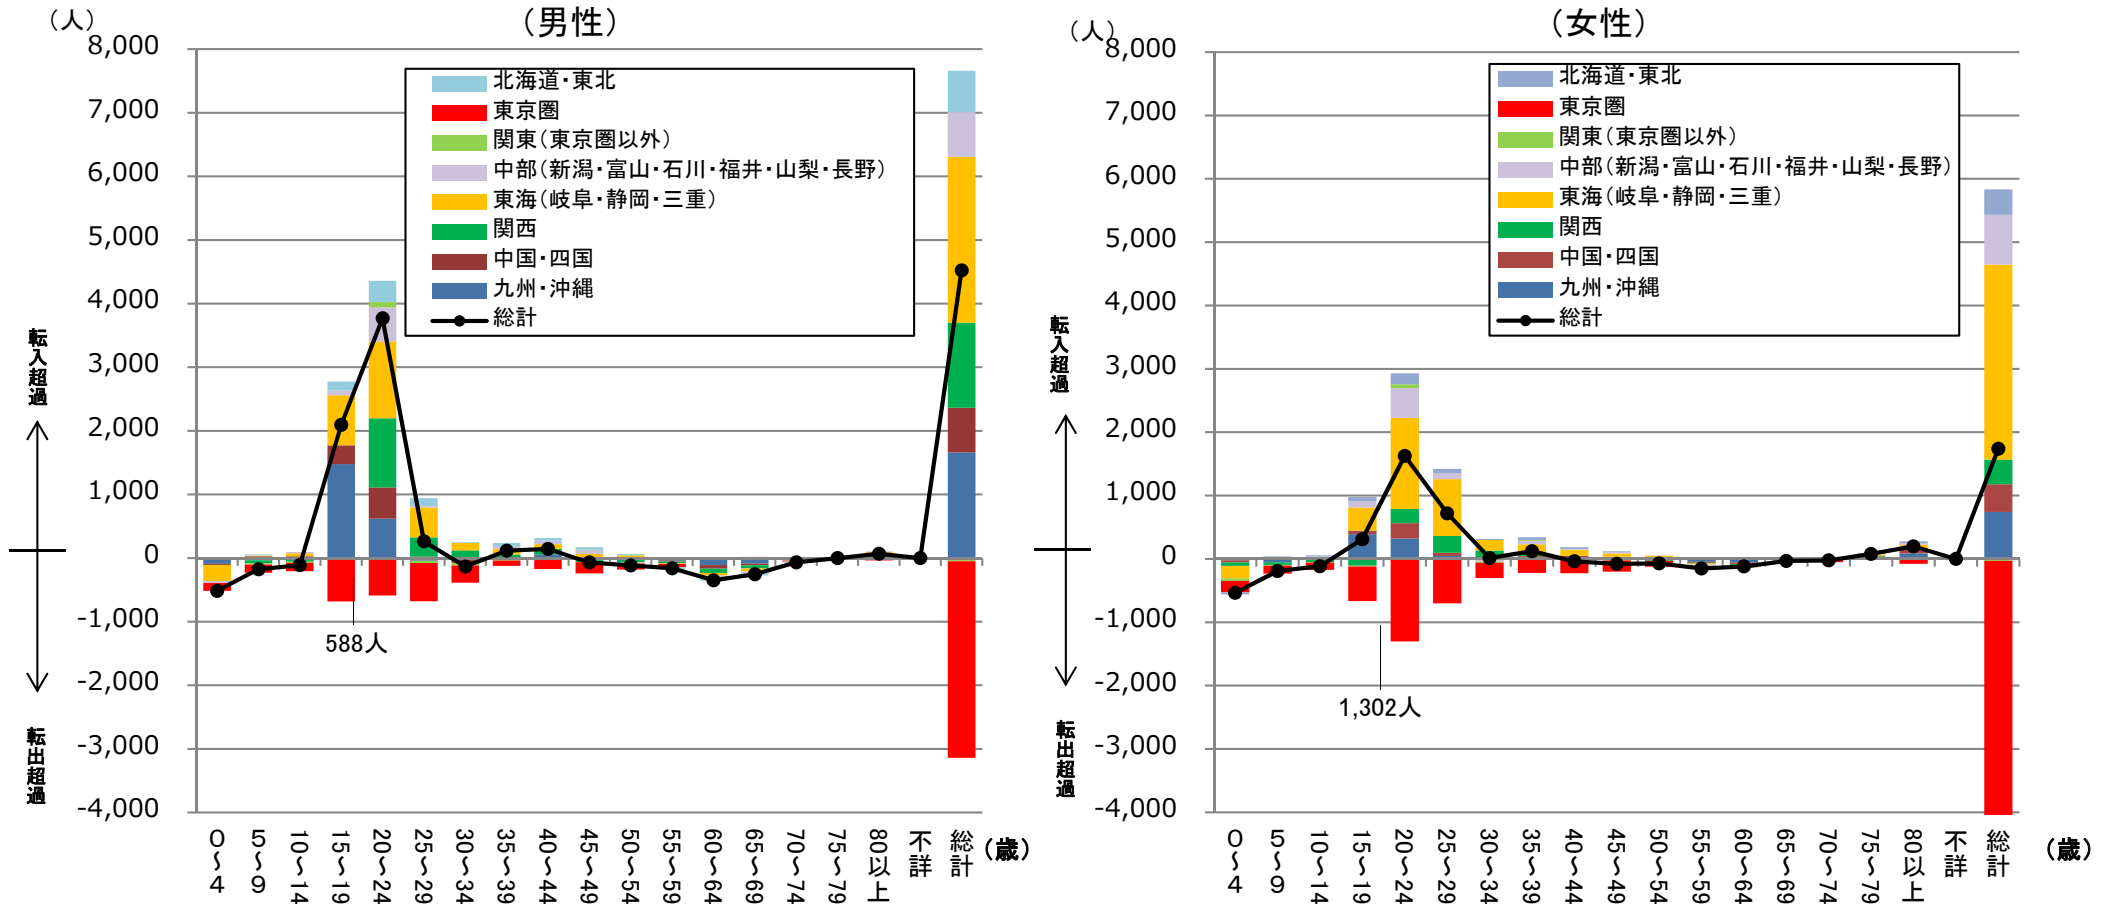 （人）
（男性）
8,000
7,000
6,000
5,000
4,000
3,000
2,000
1,000
0
-1,000
-2,000
-3,000
-4,000
北海道・東北
東京圏
関東（東京圏以外）
中部（新潟・富山・石川・福井・山梨・長野）
東海（岐阜・静岡・三重）
関西
中国・四国
九州・沖縄
総計
転入超過
転出超過
588人
0～4
5～9
10～14
15～19
20～24
25～29
30～34
35～39
40～44
45～49
50～54
55～59
60～64
65～69
70～74
75～79
80以上
不詳
総計
（歳）
（人）
（女性）
8,000
7,000
6,000
5,000
4,000
3,000
2,000
1,000
0
-1,000
-2,000
-3,000
-4,000
北海道・東北
東京圏
関東（東京圏以外）
中部（新潟・富山・石川・福井・山梨・長野）
東海（岐阜・静岡・三重）
関西
中国・四国
九州・沖縄
総計
転入超過
転出超過
1,302人
0～4
5～9
10～14
15～19
20～24
25～29
30～34
35～39
40～44
45～49
50～54
55～59
60～64
65～69
70～74
75～79
80以上
不詳
総計
（歳）